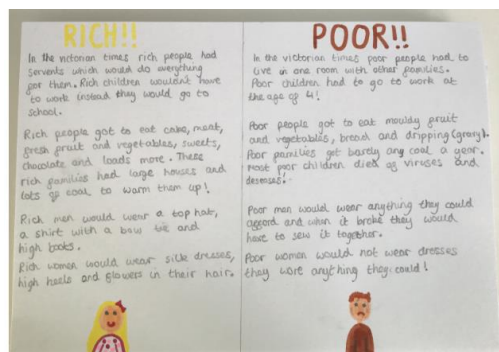 RICH!!
In the victorian times rich people had
servents which would do everything
for them. Rich children wouldn't have
to work instead they would go to
school.
Rich people got to eat cake, meat,
fresh fruit and vegetables, sweets,
chocolate and loads more. These
rich families had large houses and
lots of coal to warm them up!
Rich men would wear a top hat,
a shirt with a bow tie and
high boots.
Rich women would wear silk dresses,
high heels and flowers in their hair.
POOR!!
In the victorian times poor people had to
live in one room with other families.
Poor children had to go to work at
the age of 4!
Poor people got to eat mouldy fruit
and vegetables, bread and dripping (gravy).
Poor families get barely any coal a year.
Most poor children died of viruses and
deseses.
Poor men would wear anything they could
afford and when it broke they would
have to sew it together.
Poor women would not wear dresses
they wore anything they could!